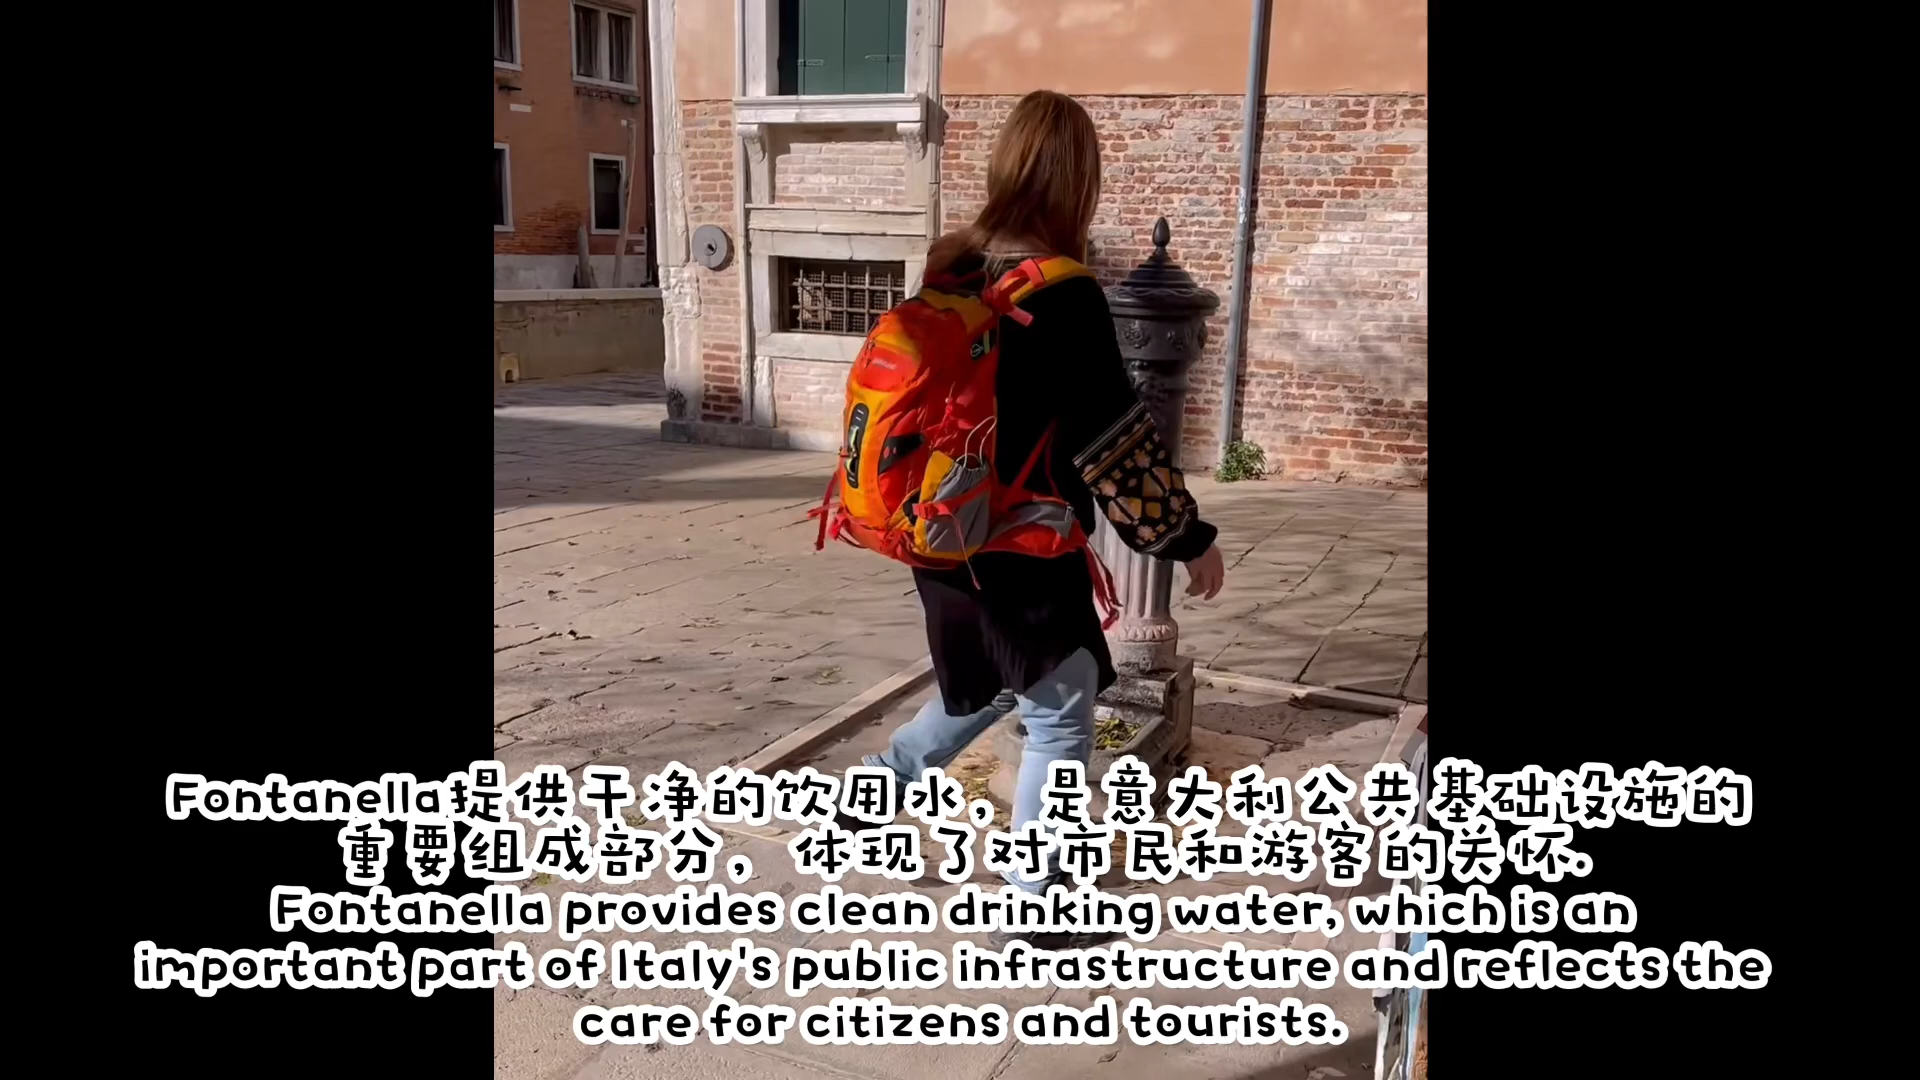 Fontanella提供干净的饮用水，是意大利公共基础设施的
重要组成部分，体现了对市民和游客的关怀.
Fontanella provides clean drinking water, which is an
important part of Italy's public infrastructure and reflects the
care for citizens and tourists.